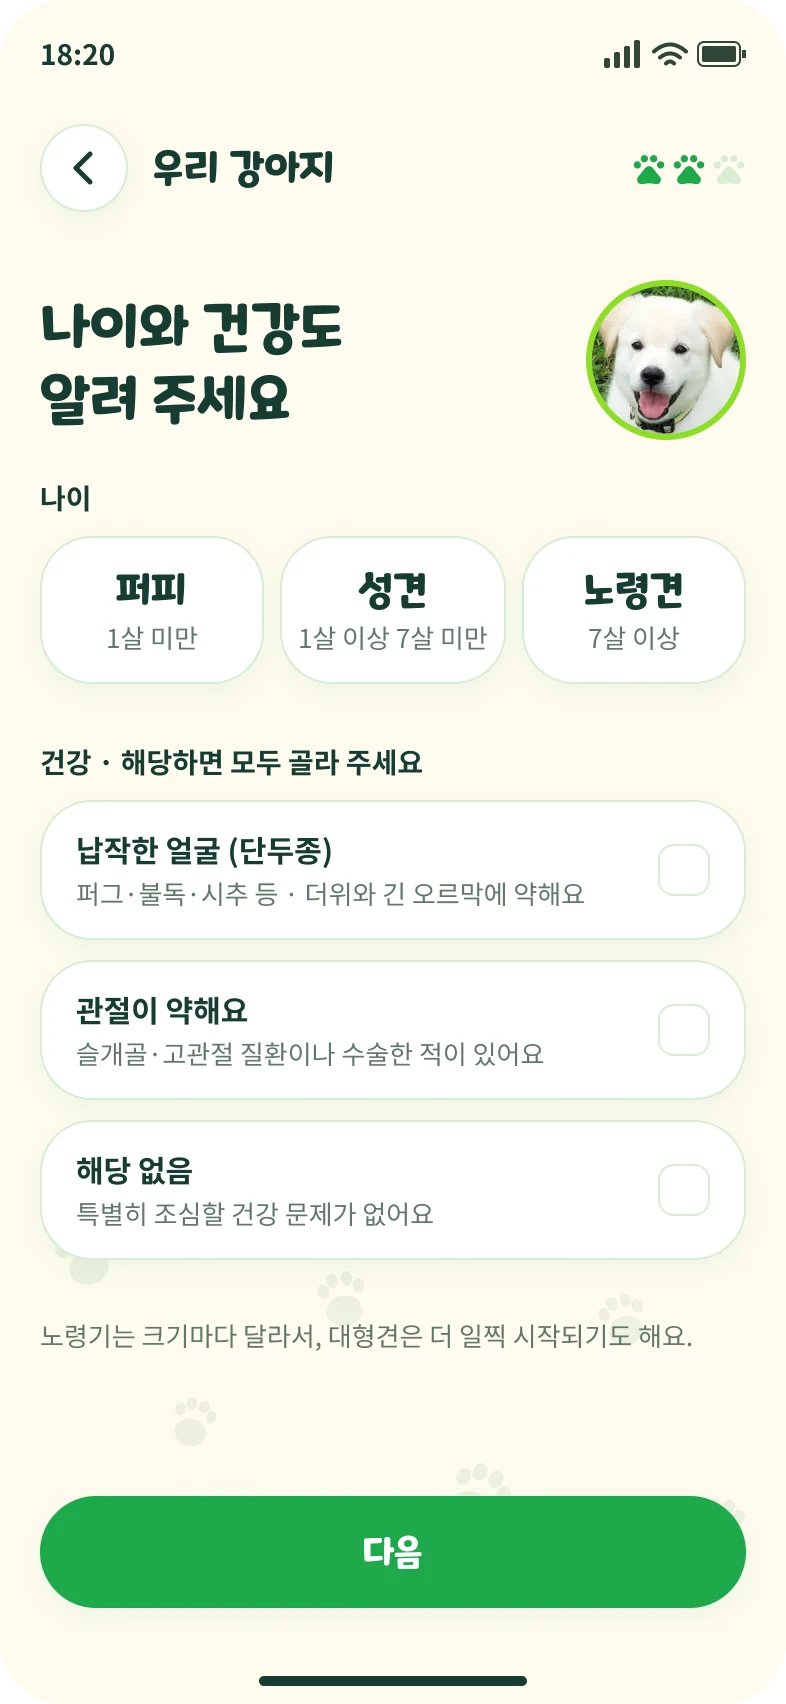 18:20
우리 강아지
나이와 건강도
알려 주세요
나이
퍼피
1살 미만
성견
1살 이상 7살 미만
노령견
7살 이상
건강 · 해당하면 모두 골라 주세요
납작한 얼굴 (단두종)
퍼그·불독·시추 등 · 더위와 긴 오르막에 약해요
관절이 약해요
슬개골·고관절 질환이나 수술한 적이 있어요
해당 없음
특별히 조심할 건강 문제가 없어요
노령기는 크기마다 달라서, 대형견은 더 일찍 시작되기도 해요.
다음